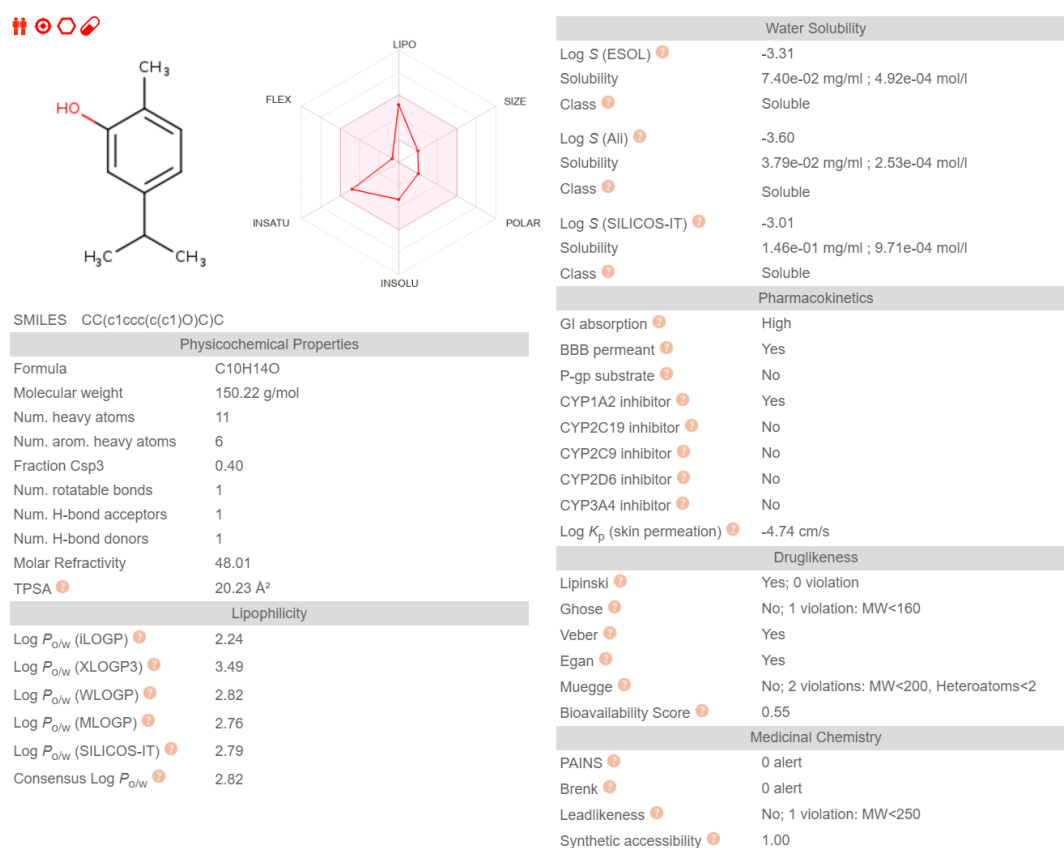 CH3
HO
H3C
CH3
LIPO
FLEX
SIZE
INSATU
POLAR
INSOLU
SMILES CC(c1ccc(c(c1)O)C)C
Physicochemical Properties
Formula C10H14O
Molecular weight 150.22 g/mol
Num. heavy atoms 11
Num. arom. heavy atoms 6
Fraction Csp3 0.40
Num. rotatable bonds 1
Num. H-bond acceptors 1
Num. H-bond donors 1
Molar Refractivity 48.01
TPSA ? 20.23 Å²
Lipophilicity
Log Po/w (iLOGP) ? 2.24
Log Po/w (XLOGP3) ? 3.49
Log Po/w (WLOGP) ? 2.82
Log Po/w (MLOGP) ? 2.76
Log Po/w (SILICOS-IT) ? 2.79
Consensus Log Po/w ? 2.82
Water Solubility
Log S (ESOL) ? -3.31
Solubility 7.40e-02 mg/ml ; 4.92e-04 mol/l
Class ? Soluble
Log S (Ali) ? -3.60
Solubility 3.79e-02 mg/ml ; 2.53e-04 mol/l
Class ? Soluble
Log S (SILICOS-IT) ? -3.01
Solubility 1.46e-01 mg/ml ; 9.71e-04 mol/l
Class ? Soluble
Pharmacokinetics
GI absorption ? High
BBB permeant ? Yes
P-gp substrate ? No
CYP1A2 inhibitor ? Yes
CYP2C19 inhibitor ? No
CYP2C9 inhibitor ? No
CYP2D6 inhibitor ? No
CYP3A4 inhibitor ? No
Log Kp (skin permeation) ? -4.74 cm/s
Druglikeness
Lipinski ? Yes; 0 violation
Ghose ? No; 1 violation: MW<160
Veber ? Yes
Egan ? Yes
Muegge ? No; 2 violations: MW<200, Heteroatoms<2
Bioavailability Score ? 0.55
Medicinal Chemistry
PAINS ? 0 alert
Brenk ? 0 alert
Leadlikeness ? No; 1 violation: MW<250
Synthetic accessibility ? 1.00